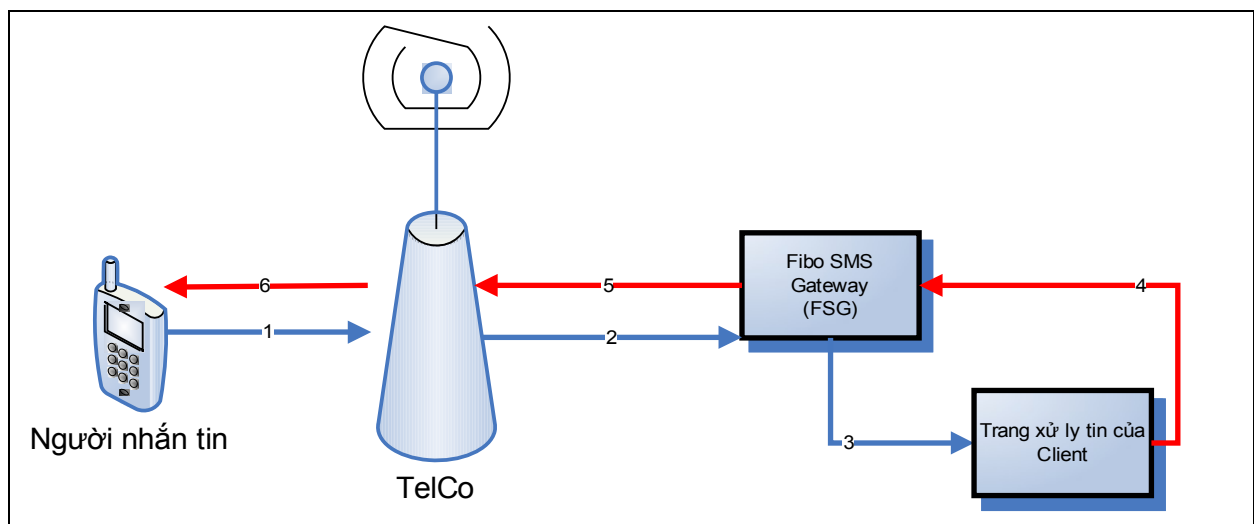 Fibo SMS
Gateway
(FSG)
6
5
4
1
2
3
Người nhắn tin
Trang xử ly tin của
Client
TelCo